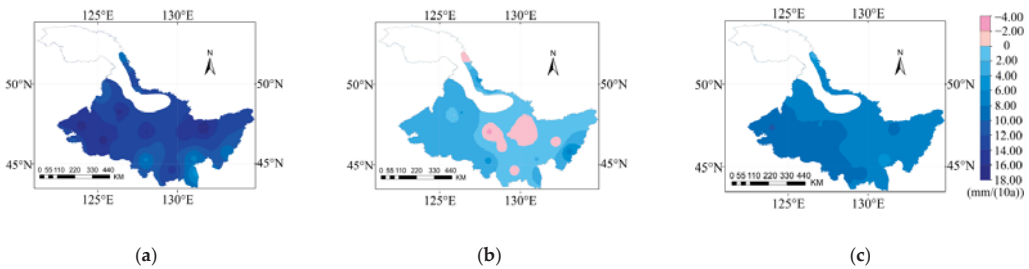 125°E 130°E
N
50°N
45°N 45°N
0 55 110 220 330 440
KM
125°E 130°E
125°E 130°E
N
50°N 50°N
45°N 45°N
0 55 110 220 330 440
KM
125°E 130°E
125°E 130°E
N
50°N 50°N
45°N 45°N
0 55 110 220 330 440
KM
125°E 130°E
−4.00
−2.00
0
2.00
4.00
6.00
8.00
10.00
12.00
14.00
16.00
18.00
(mm/(10a))
(a) (b) (c)